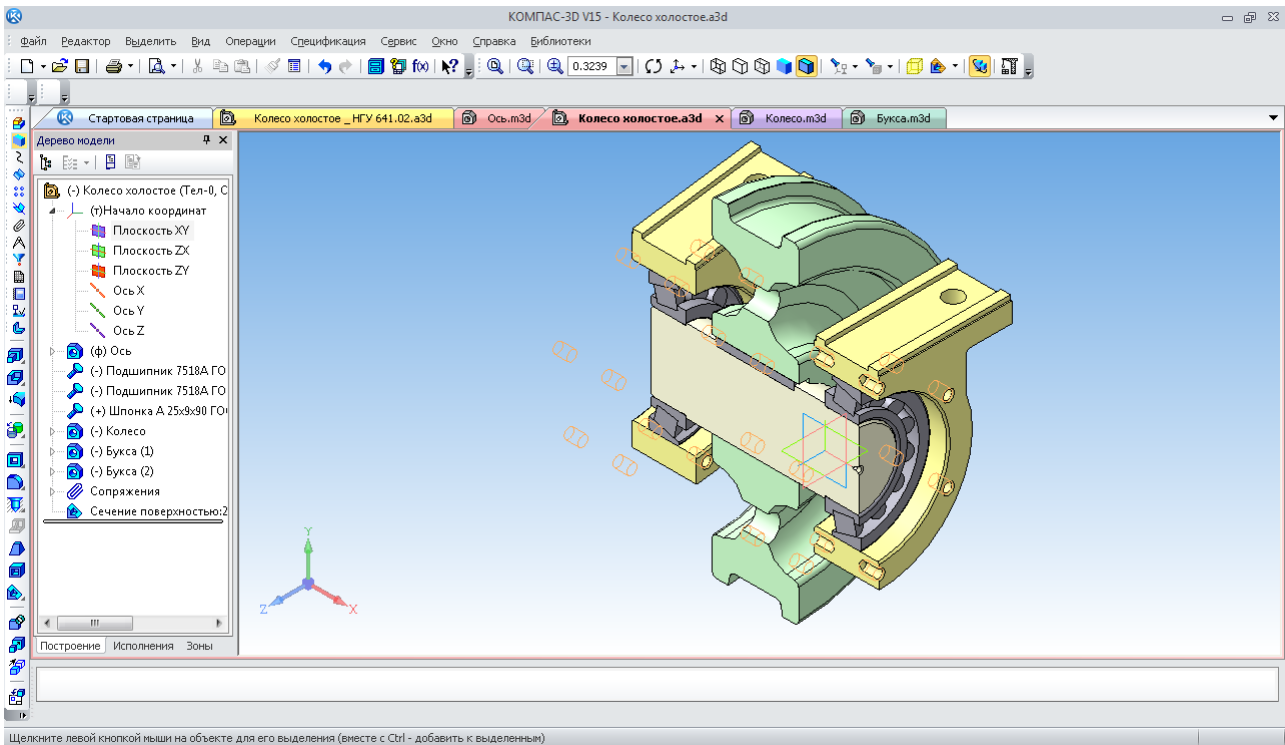 КОМПАС-3D V15 - Колесо холостое.a3d
Файл Редактор Выделить Вид Операции Спецификация Сервис Окно Справка Библиотеки
0.3239
Стартовая страница Колесо холостое _ НГУ 641.02.a3d Ось.m3d Колесо холостое.a3d Колесо.m3d Букса.m3d
Дерево модели
(-) Колесо холостое (Тел-0, С
(т)Начало координат
Плоскость XY
Плоскость ZX
Плоскость ZY
Ось X
Ось Y
Ось Z
(ф) Ось
(-) Подшипник 7518А ГО
(-) Подшипник 7518А ГО
(+) Шпонка А 25х9х90 ГО
(-) Колесо
(-) Букса (1)
(-) Букса (2)
Сопряжения
Сечение поверхностью:2
Y
Z
X
Построение Исполнения Зоны
Щелкните левой кнопкой мыши на объекте для его выделения (вместе с Ctrl - добавить к выделенным)